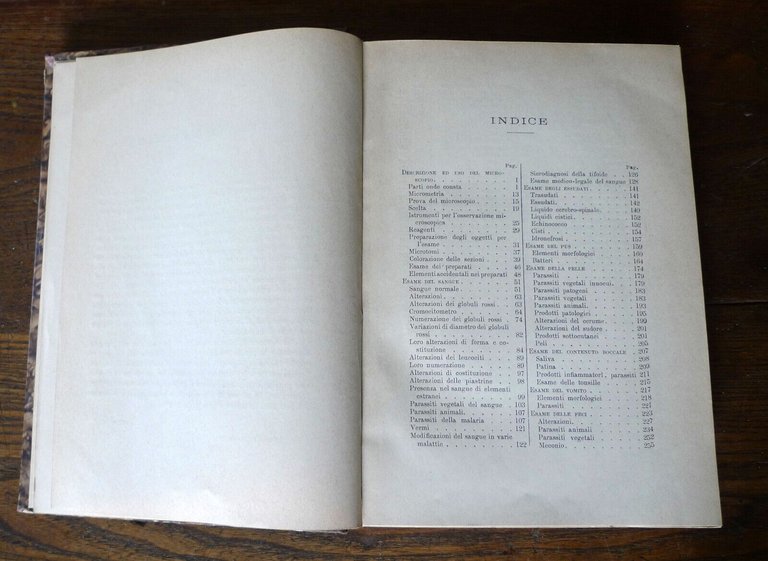 INDICE
Pag.
DESCRIZIONE ED USO DEL MICRO-
SCOPIO. . . . . . . . . 1
Parti onde consta . . . . . 1
Micrometria . . . . . . 13
Prova del microscopio . . . . 15
Scelta . . . . . . . . 19
Istrumenti per l'osservazione mi-
croscopica . . . . . . 23
Reagenti . . . . . . . 29
Preparazione degli oggetti per
l'esame . . . . . . . 31
Microtomi . . . . . . . 37
Colorazione delle sezioni . . . 39
Esame dei preparati . . . . 46
Elementi accidentali nei preparati 48
ESAME DEL SANGUE . . . . . . 51
Sangue normale . . . . . 51
Alterazioni . . . . . . . 63
Alterazioni dei globuli rossi . . 63
Cromocitometro . . . . . 64
Numerazione dei globuli rossi . 74
Variazioni di diametro dei globuli
rossi . . . . . . . . 82
Loro alterazioni di forma e co-
stituzione . . . . . . 84
Alterazioni dei leucociti . . . 89
Loro numerazione . . . . . 89
Alterazioni di costituzione . . 97
Alterazioni delle piastrine . . 98
Presenza nel sangue di elementi
estranei . . . . . . . 99
Parassiti vegetali del sangue . 103
Parassiti animali. . . . . . 107
Parassiti della malaria . . . 107
Vermi . . . . . . . . 121
Modificazioni del sangue in varie
malattie . . . . . . . 122
Pag.
Sierodiagnosi della tifoide . . 126
Esame medico-legale del sangue 128
ESAME DEGLI ESSUDATI . . . . . 141
Trasudati . . . . . . . 141
Essudati. . . . . . . . 142
Liquido cerebro-spinale. . . . 149
Liquidi cistici . . . . . . 152
Echinococco . . . . . . 152
Cisti . . . . . . . . 154
Idronefrosi . . . . . . . 157
ESAME DEL PUS . . . . . . . 159
Elementi morfologici . . . . 160
Batteri . . . . . . . . 164
ESAME DELLA PELLE . . . . . . 174
Parassiti . . . . . . . 179
Parassiti vegetali innocui . . . 179
Parassiti patogeni . . . . . 183
Parassiti vegetali . . . . . 183
Parassiti animali. . . . . . 193
Prodotti patologici . . . . . 195
Alterazioni del cerume . . . . 199
Alterazioni del sudore . . . . 201
Prodotti sottocutanei . . . . 201
Peli . . . . . . . . . 205
ESAME DEL CONTENUTO BOCCALE . . 207
Saliva . . . . . . . . 208
Patina . . . . . . . . 208
Prodotti infiammatori, parassiti 211
Esame delle tonsille . . . . 215
ESAME DEL VOMITO . . . . . . 217
Elementi morfologici . . . . 218
Parassiti . . . . . . . 221
ESAME DELLE FECI . . . . . . 223
Alterazioni. . . . . . . 227
Parassiti animali . . . . . 234
Parassiti vegetali . . . . . 252
Meconio . . . . . . . . 255